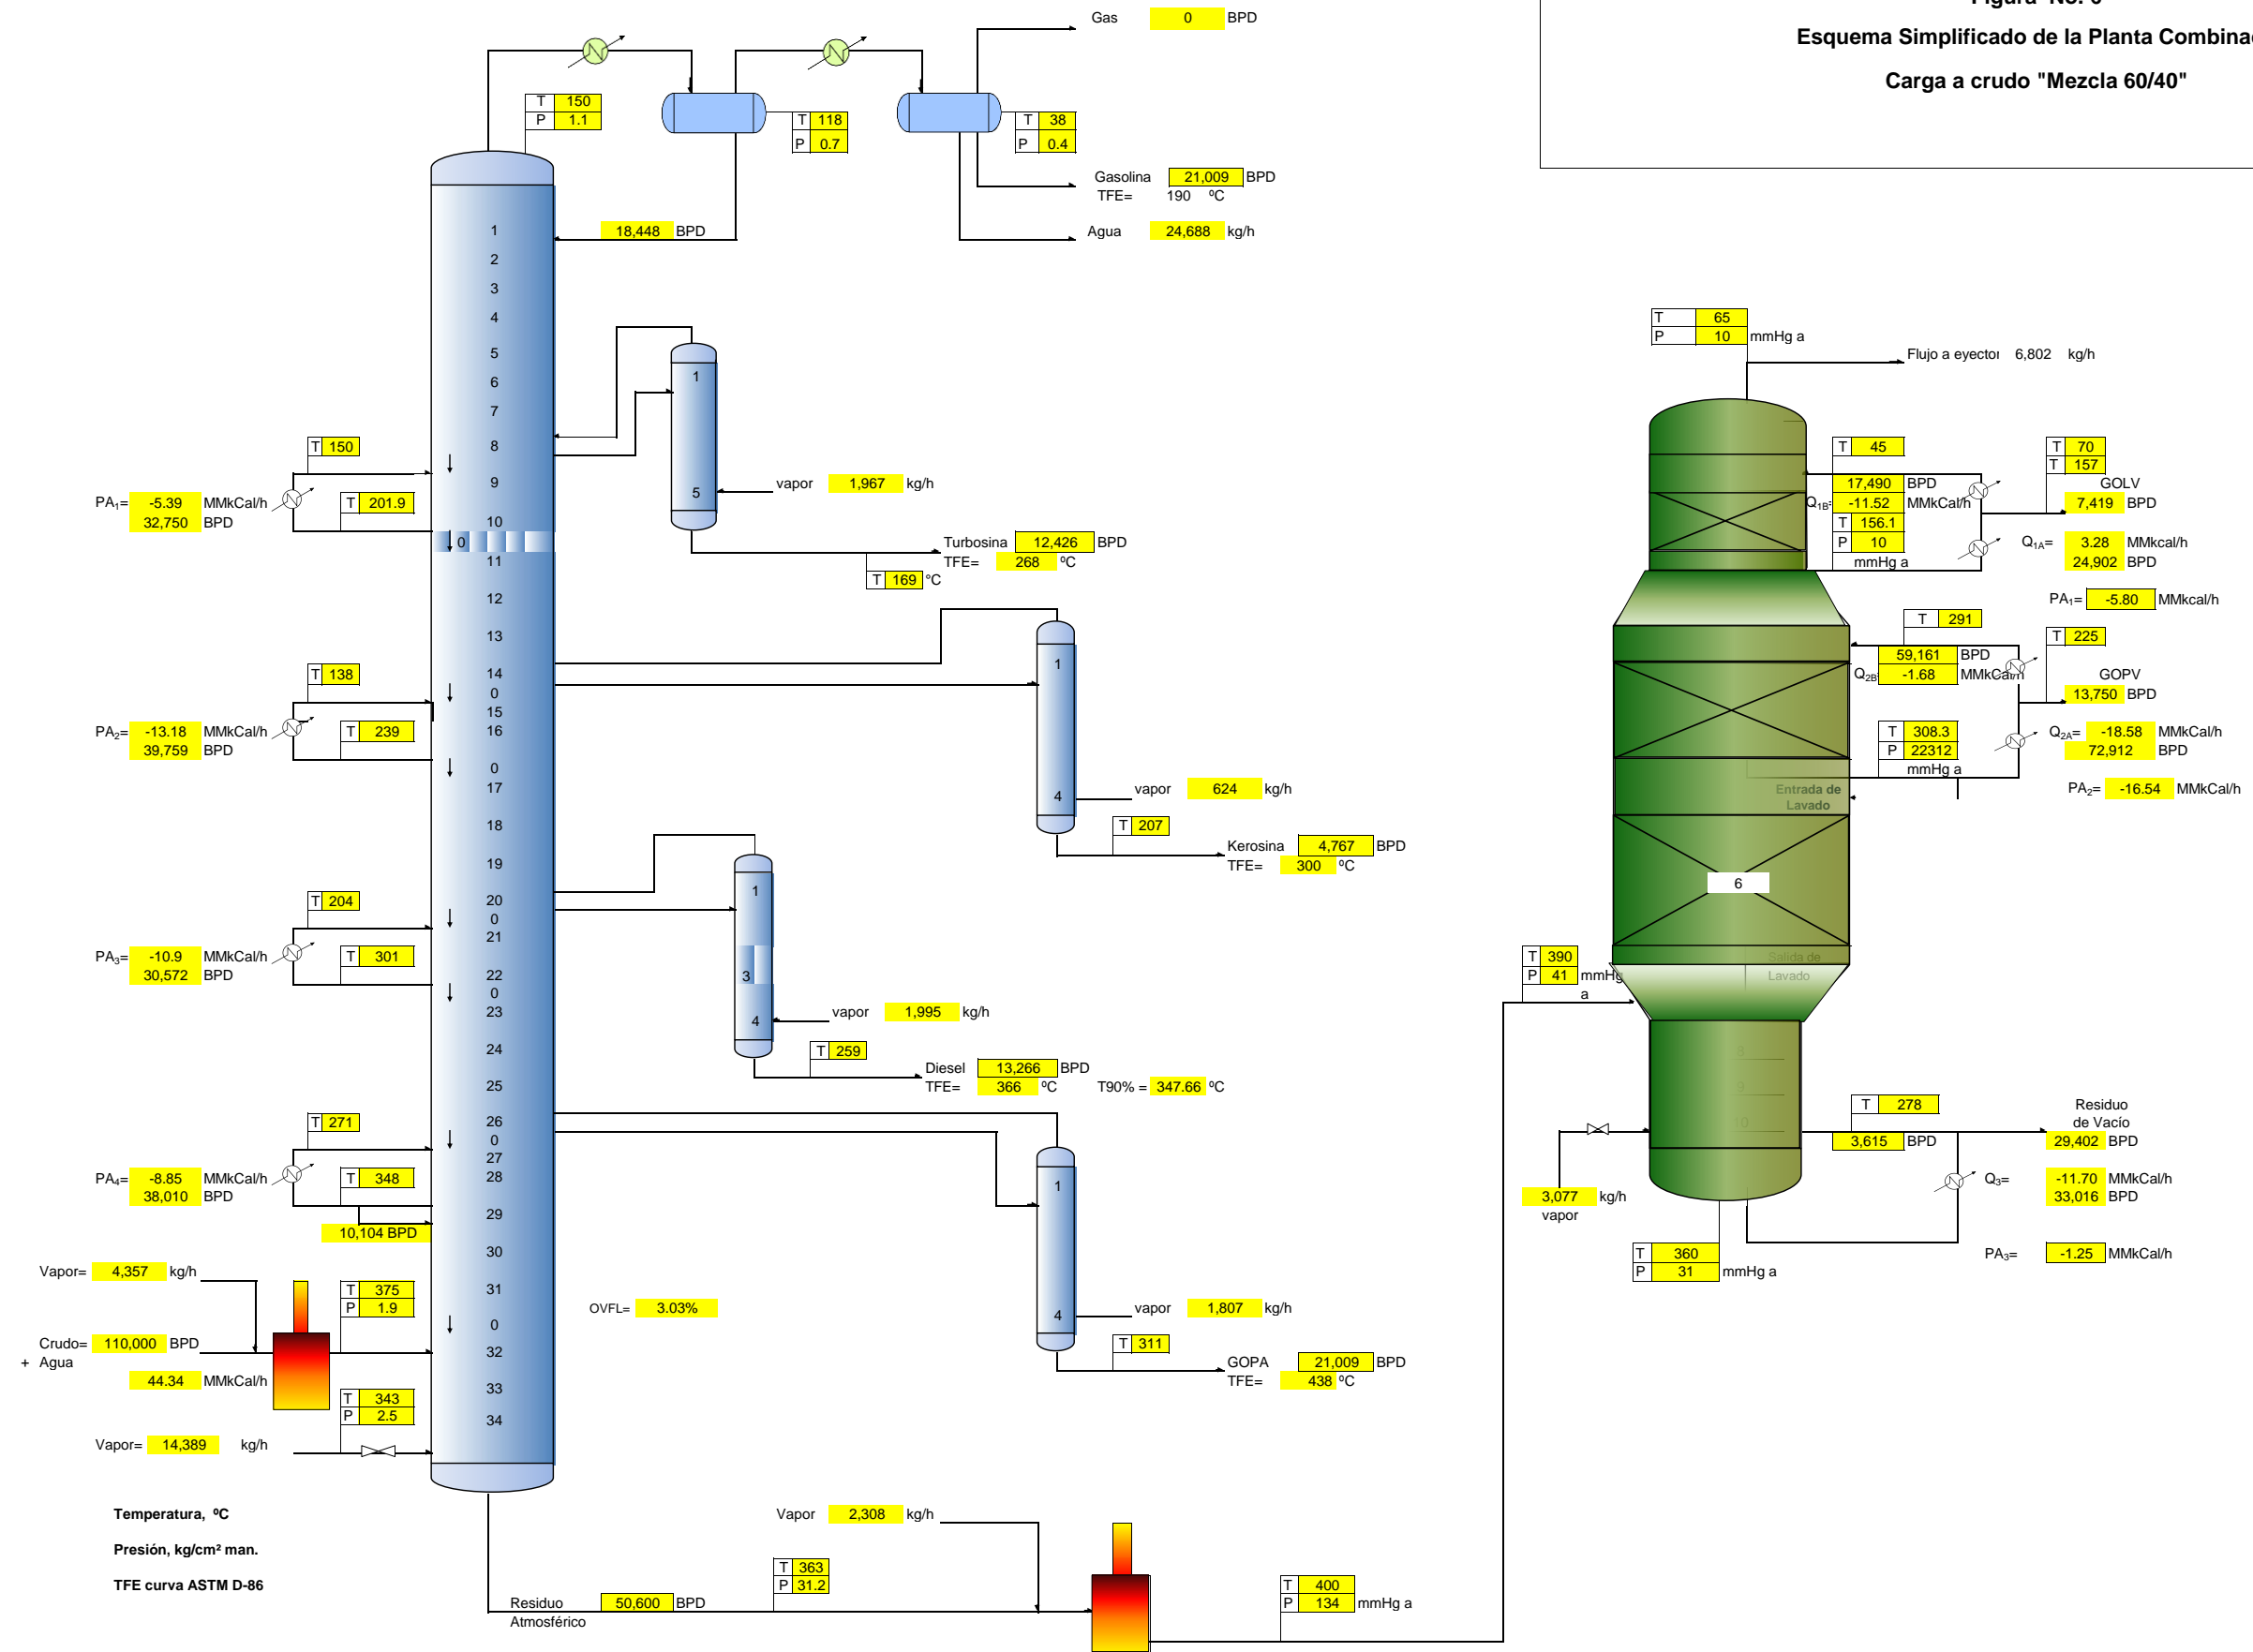 Figura No. 6
Esquema Simplificado de la Planta
Carga a crudo "Mezcla 60/40"
Gas 0 BPD
T 150
P 1.1
T 118
P 0.7
T 38
P 0.4
Gasolina 21,009 BPD
TFE= 190 ºC
Agua 24,688 kg/h
18,448 BPD
1
2
3
4
5
6
7
8
9
10
0
11
12
13
14
0
15
16
0
17
18
19
20
0
21
22
0
23
24
25
26
0
27
28
29
30
31
0
32
33
34
T 150
PA1= -5.39 MMkCal/h
32,750 BPD
T 201.9
T 138
PA2= -13.18 MMkCal/h
39,759 BPD
T 239
T 204
PA3= -10.9 MMkCal/h
30,572 BPD
T 301
T 271
PA4= -8.85 MMkCal/h
38,010 BPD
T 348
10,104 BPD
Vapor= 4,357 kg/h
T 375
P 1.9
Crudo= 110,000 BPD
+ Agua
44.34 MMkCal/h
T 343
P 2.5
Vapor= 14,389 kg/h
OVFL= 3.03%
1
5
vapor 1,967 kg/h
Turbosina 12,426 BPD
TFE= 268 ºC
T 169 °C
1
4
vapor 624 kg/h
T 207
Kerosina 4,767 BPD
TFE= 300 ºC
1
3
4
vapor 1,995 kg/h
T 259
Diesel 13,266 BPD
TFE= 366 ºC T90% = 347.66 ºC
1
4
vapor 1,807 kg/h
T 311
GOPA 21,009 BPD
TFE= 438 ºC
Temperatura, ºC
Presión, kg/cm² man.
TFE curva ASTM D-86
Vapor 2,308 kg/h
T 363
P 31.2
Residuo 50,600 BPD
Atmosférico
T 400
P 134 mmHg a
T 65
P 10 mmHg a
Flujo a eyector 6,802 kg/h
T 45
17,490 BPD
Q1B= -11.52 MMkCal/h
T 156.1
P 10
mmHg a
T 70
T 157
GOLV
7,419 BPD
Q1A= 3.28 MMkcal/h
24,902 BPD
PA1= -5.80 MMkcal/h
T 291
59,161 BPD
Q2B -1.68 MMkCal/h
T 225
GOPV
13,750 BPD
T 308.3
P 22312
mmHg a
Q2A= -18.58 MMkCal/h
72,912 BPD
PA2= -16.54 MMkCal/h
Entrada de
Lavado
6
Salida de
Lavado
T 390
P 41 mmHg
a
8
9
10
T 278
3,615 BPD
Residuo
de Vacío
29,402 BPD
Q3= -11.70 MMkCal/h
33,016 BPD
PA3= -1.25 MMkCal/h
3,077 kg/h
vapor
T 360
P 31 mmHg a